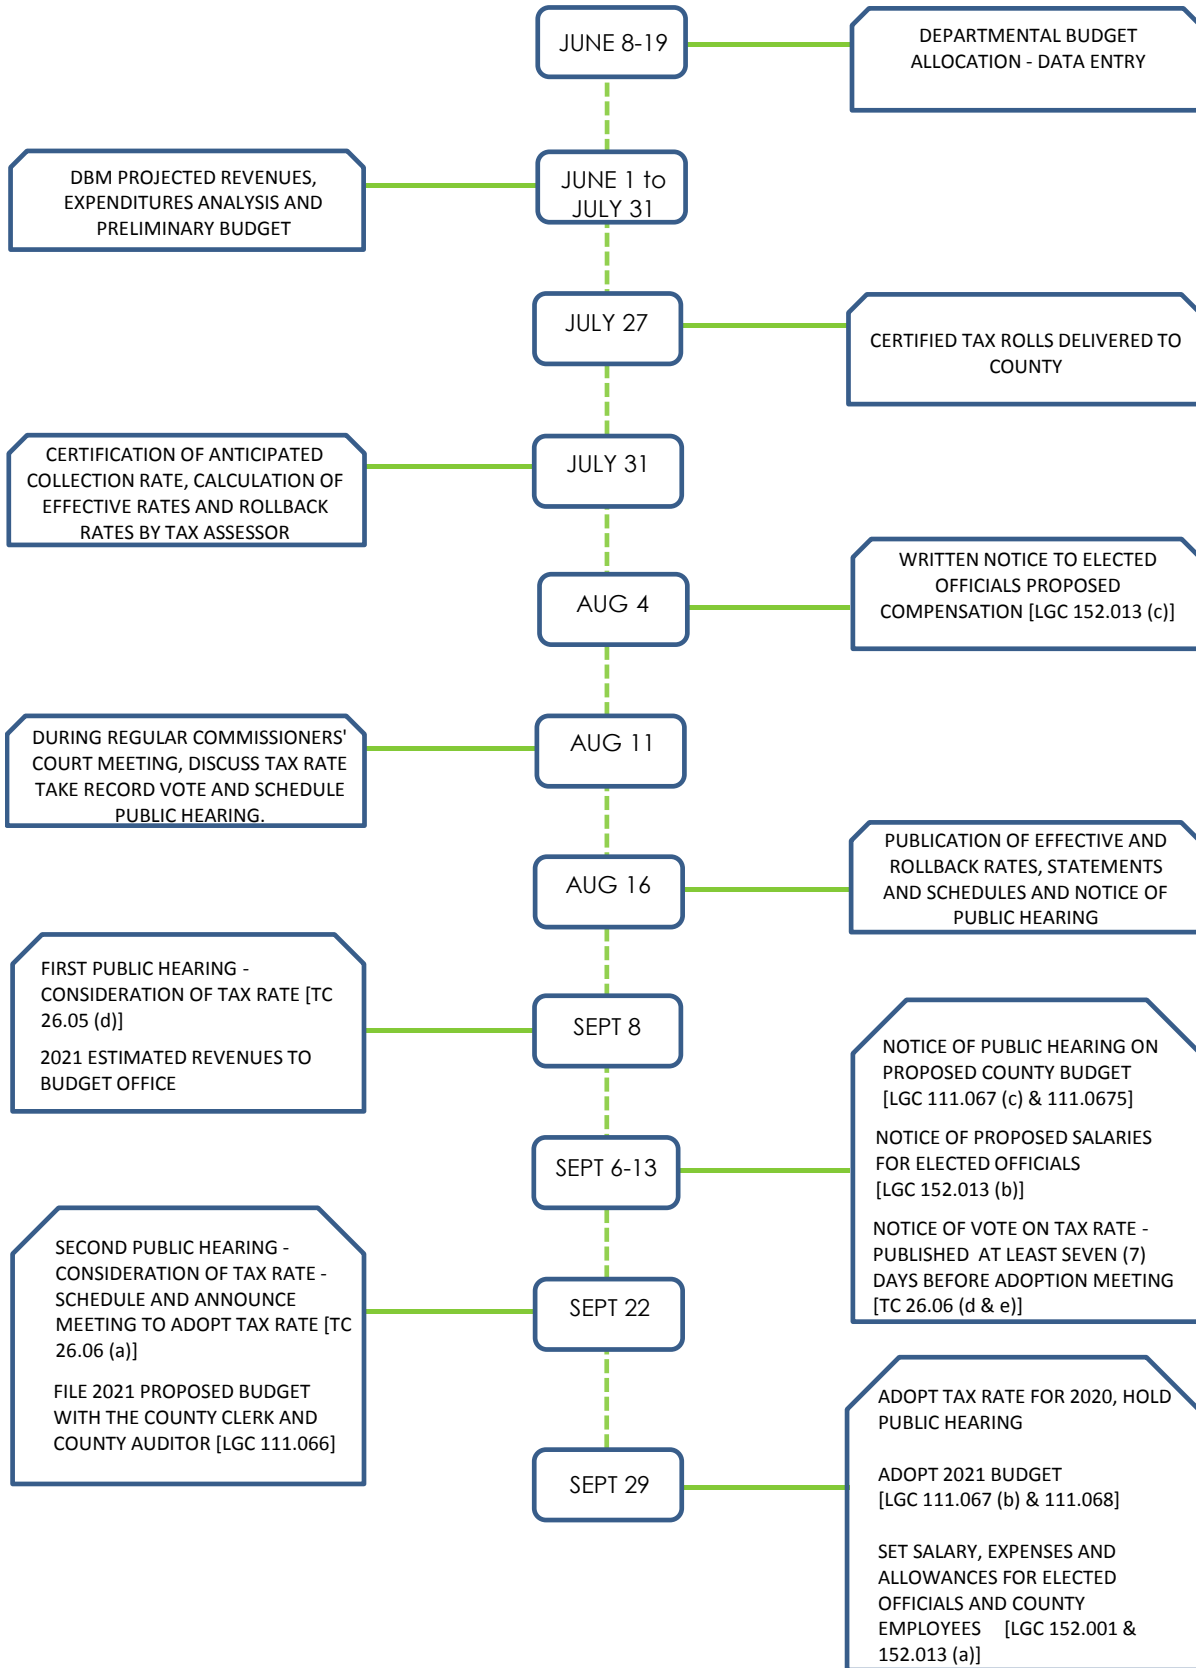 JUNE 8-19
DEPARTMENTAL BUDGET
ALLOCATION - DATA ENTRY
DBM PROJECTED REVENUES,
EXPENDITURES ANALYSIS AND
PRELIMINARY BUDGET
JUNE 1 to
JULY 31
JULY 27
CERTIFIED TAX ROLLS DELIVERED TO
COUNTY
CERTIFICATION OF ANTICIPATED
COLLECTION RATE, CALCULATION OF
EFFECTIVE RATES AND ROLLBACK
RATES BY TAX ASSESSOR
JULY 31
AUG 4
WRITTEN NOTICE TO ELECTED
OFFICIALS PROPOSED
COMPENSATION [LGC 152.013 (c)]
DURING REGULAR COMMISSIONERS'
COURT MEETING, DISCUSS TAX RATE
TAKE RECORD VOTE AND SCHEDULE
PUBLIC HEARING.
AUG 11
AUG 16
PUBLICATION OF EFFECTIVE AND
ROLLBACK RATES, STATEMENTS
AND SCHEDULES AND NOTICE OF
PUBLIC HEARING
FIRST PUBLIC HEARING -
CONSIDERATION OF TAX RATE [TC
26.05 (d)]
2021 ESTIMATED REVENUES TO
BUDGET OFFICE
SEPT 8
SEPT 6-13
NOTICE OF PUBLIC HEARING ON
PROPOSED COUNTY BUDGET
[LGC 111.067 (c) & 111.0675]
NOTICE OF PROPOSED SALARIES
FOR ELECTED OFFICIALS
[LGC 152.013 (b)]
NOTICE OF VOTE ON TAX RATE -
PUBLISHED AT LEAST SEVEN (7)
DAYS BEFORE ADOPTION MEETING
[TC 26.06 (d & e)]
SECOND PUBLIC HEARING -
CONSIDERATION OF TAX RATE -
SCHEDULE AND ANNOUNCE
MEETING TO ADOPT TAX RATE [TC
26.06 (a)]
FILE 2021 PROPOSED BUDGET
WITH THE COUNTY CLERK AND
COUNTY AUDITOR [LGC 111.066]
SEPT 22
SEPT 29
ADOPT TAX RATE FOR 2020, HOLD
PUBLIC HEARING
ADOPT 2021 BUDGET
[LGC 111.067 (b) & 111.068]
SET SALARY, EXPENSES AND
ALLOWANCES FOR ELECTED
OFFICIALS AND COUNTY
EMPLOYEES [LGC 152.001 &
152.013 (a)]